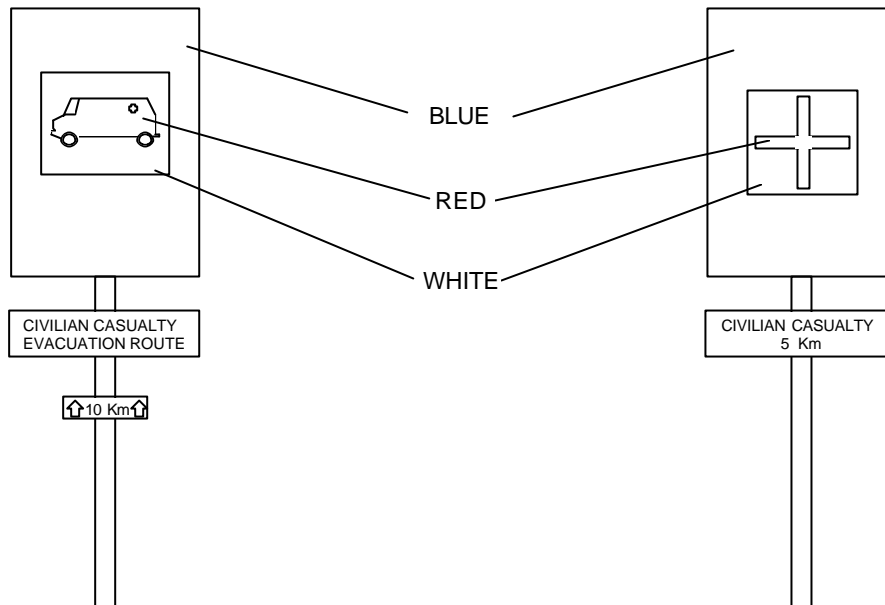 BLUE
RED
WHITE
CIVILIAN CASUALTY
EVACUATION ROUTE
10 Km
CIVILIAN CASUALTY
5 Km